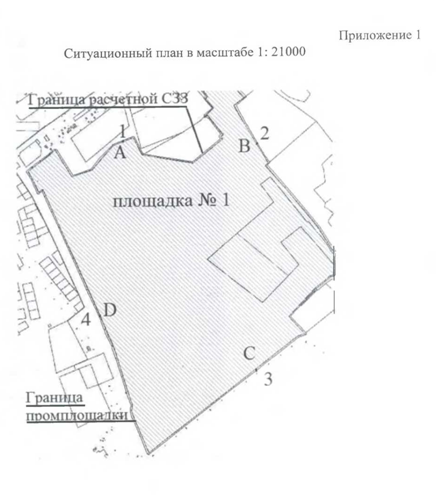 Приложение 1
Ситуационный план в масштабе 1: 21000
Граница расчетной СЗЗ
1
A
B
2
площадка № 1
4
D
C
3
Граница
промплощадки